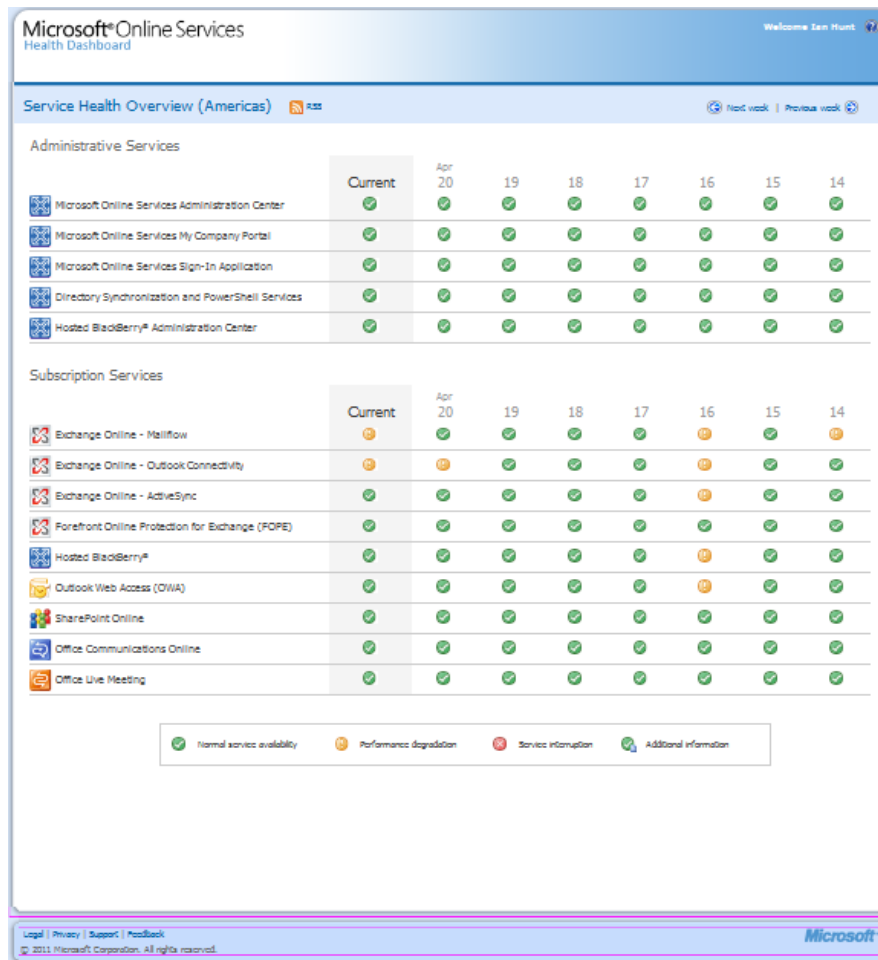 Microsoft® Online Services
Health Dashboard
Welcome Ian Hunt
Service Health Overview (Americas) RSS
Next week | Previous week
Administrative Services
Apr
Current 20 19 18 17 16 15 14
Microsoft Online Services Administration Center
Microsoft Online Services My Company Portal
Microsoft Online Services Sign-In Application
Directory Synchronization and PowerShell Services
Hosted BlackBerry® Administration Center
Subscription Services
Apr
Current 20 19 18 17 16 15 14
Exchange Online - Mailflow
Exchange Online - Outlook Connectivity
Exchange Online - ActiveSync
Forefront Online Protection for Exchange (FOPE)
Hosted BlackBerry®
Outlook Web Access (OWA)
SharePoint Online
Office Communications Online
Office Live Meeting
Normal service availability Performance degradation Service interruption Additional information
Legal | Privacy | Support | Feedback
© 2011 Microsoft Corporation. All rights reserved.
Microsoft